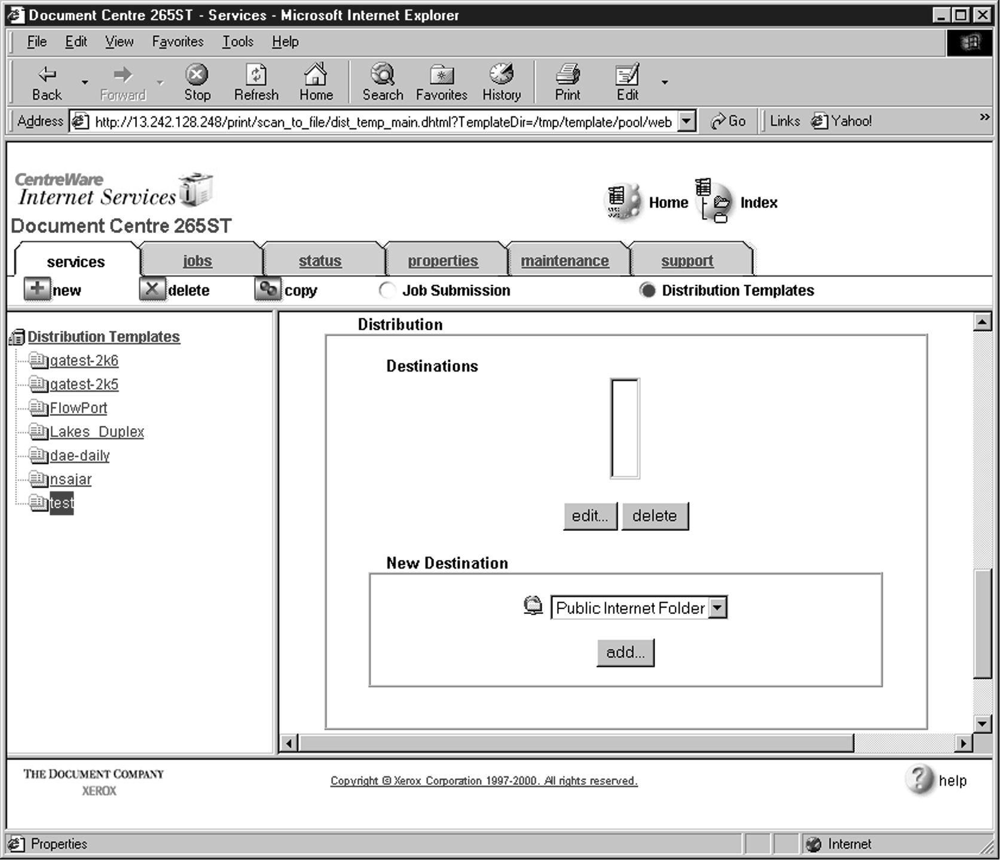 Document Centre 265ST - Services - Microsoft Internet Explorer
File Edit View Favorites Tools Help
Back Forward Stop Refresh Home Search Favorites History Print Edit
Address http://13.242.128.248/print/scan_to_file/dist_temp_main.dhtml?TemplateDir=/tmp/template/pool/web Go Links Yahoo! »
CentreWare
Internet Services
Home Index
Document Centre 265ST
services jobs status properties maintenance support
new delete copy Job Submission Distribution Templates
Distribution Templates
qatest-2k6
qatest-2k5
FlowPort
Lakes_Duplex
dae-daily
nsajar
test
Distribution
Destinations
edit... delete
New Destination
Public Internet Folder
add...
THE DOCUMENT COMPANY
XEROX
Copyright © Xerox Corporation 1997-2000. All rights reserved.
? help
Properties Internet